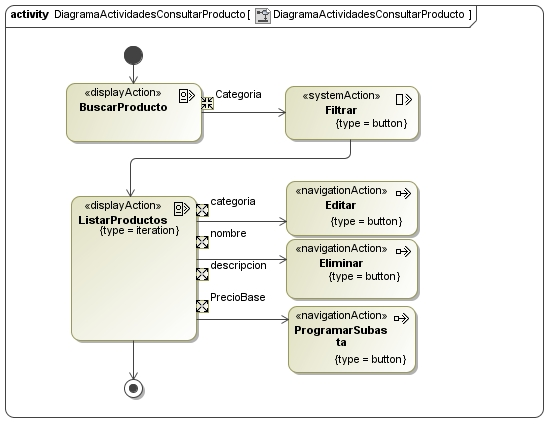 activity DiagramaActividadesConsultarProducto [ DiagramaActividadesConsultarProducto ]
«displayAction»
BuscarProducto
Categoria
«systemAction»
Filtrar
{type = button}
«displayAction»
ListarProductos
{type = iteration}
categoria
nombre
descripcion
PrecioBase
«navigationAction»
Editar
{type = button}
«navigationAction»
Eliminar
{type = button}
«navigationAction»
ProgramarSubas
ta
{type = button}